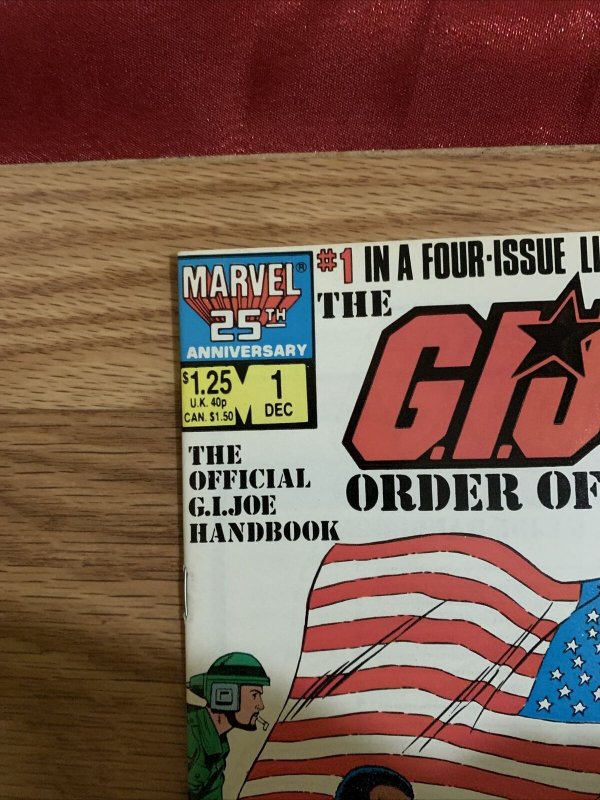 MARVEL®
25TH
ANNIVERSARY
$1.25
U.K. 40p
CAN. $1.50
1
DEC
#1 IN A FOUR-ISSUE LI
THE
G.I.J
ORDER OF
THE
OFFICIAL
G.I.JOE
HANDBOOK